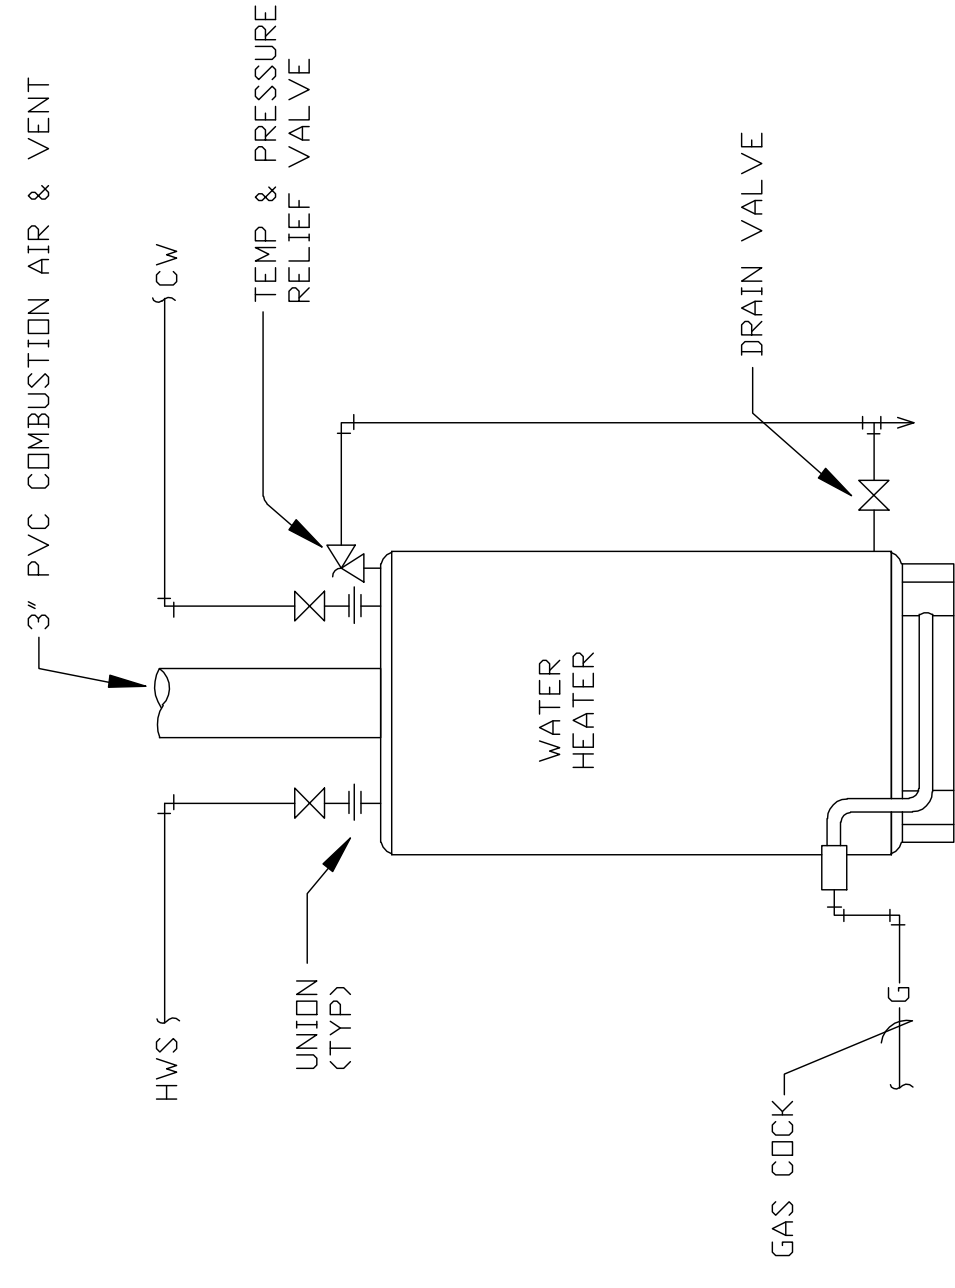 3" PVC COMBUSTION AIR & VENT
CW
TEMP & PRESSURE
RELIEF VALVE
HWS
UNION
(TYP)
WATER
HEATER
DRAIN VALVE
GAS COCK
G